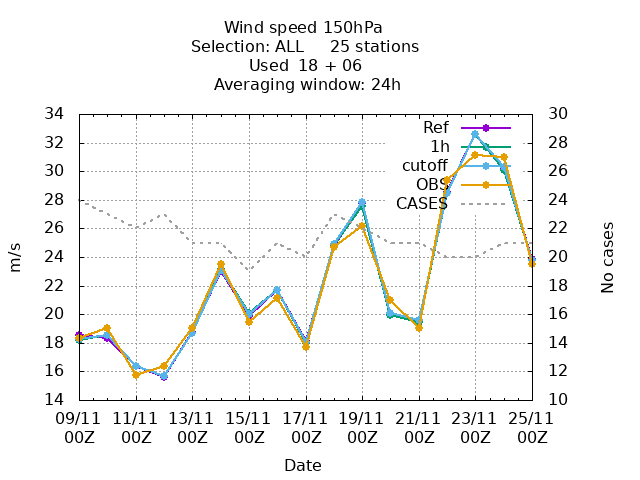 Wind speed 150hPa
Selection: ALL 25 stations
Used 18 + 06
Averaging window: 24h
34 30
32 28
30 26
28 24
26 22
24 20
22 18
20 16
18 14
16 12
14 10
Ref
1h
cutoff
OBS
CASES
m/s
No cases
09/11 11/11 13/11 15/11 17/11 19/11 21/11 23/11 25/11
00Z 00Z 00Z 00Z 00Z 00Z 00Z 00Z 00Z
Date